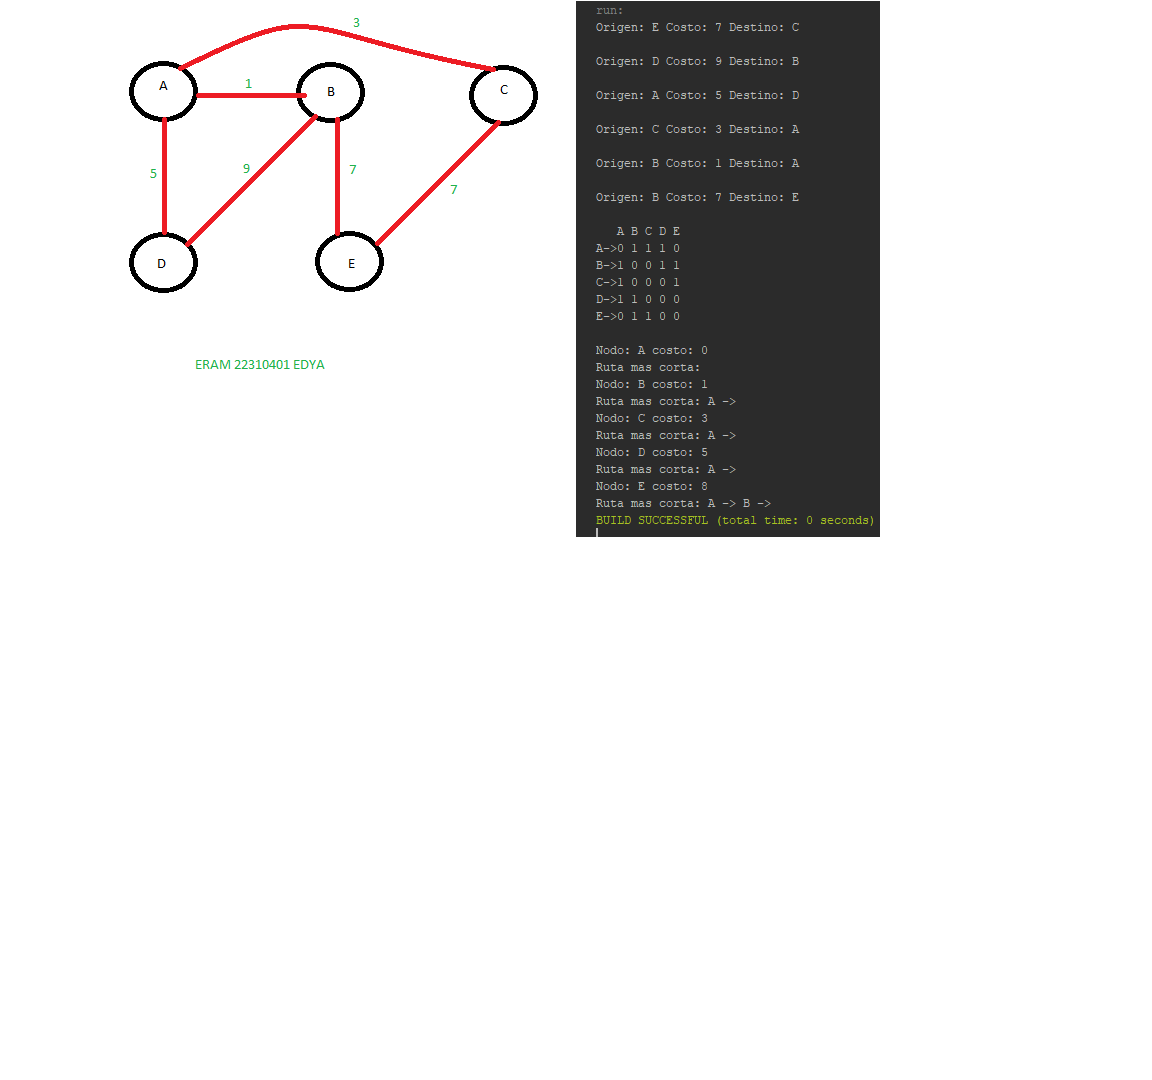 3
A
1
B
C
5
9
7
7
D
E
ERAM 22310401 EDYA
run:
Origen: E Costo: 7 Destino: C
Origen: D Costo: 9 Destino: B
Origen: A Costo: 5 Destino: D
Origen: C Costo: 3 Destino: A
Origen: B Costo: 1 Destino: A
Origen: B Costo: 7 Destino: E
A B C D E
A->0 1 1 1 0
B->1 0 0 1 1
C->1 0 0 0 1
D->1 1 0 0 0
E->0 1 1 0 0
Nodo: A costo: 0
Ruta mas corta:
Nodo: B costo: 1
Ruta mas corta: A ->
Nodo: C costo: 3
Ruta mas corta: A ->
Nodo: D costo: 5
Ruta mas corta: A ->
Nodo: E costo: 8
Ruta mas corta: A -> B ->
BUILD SUCCESSFUL (total time: 0 seconds)